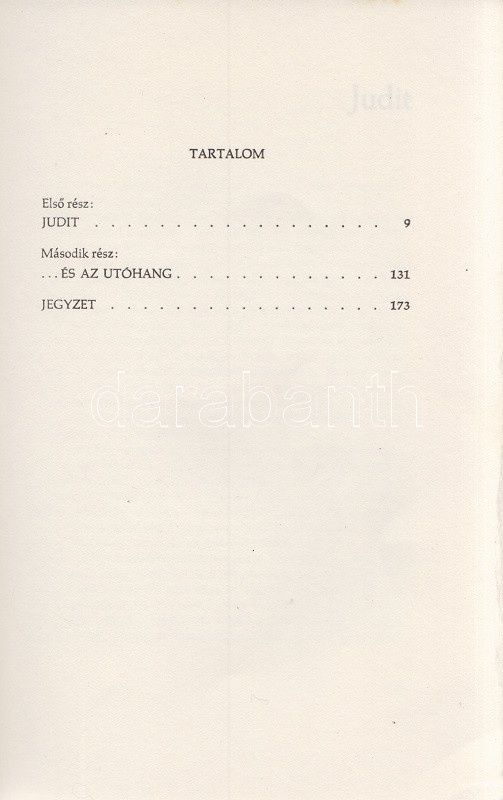 Judit
TARTALOM
Első rész:
JUDIT . . . . . . . . . . . . . . . . . . 9
Második rész:
...ÉS AZ UTÓHANG . . . . . . . . . . . . . 131
JEGYZET . . . . . . . . . . . . . . . . . 173
darabanth